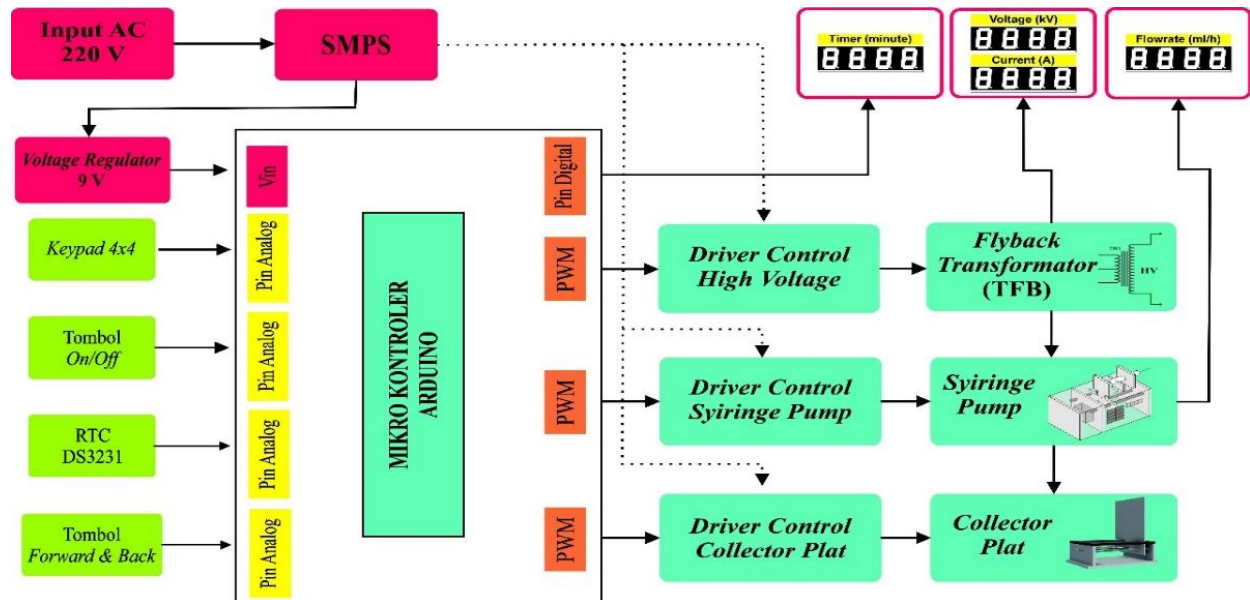 Input AC
220 V
SMPS
Timer (minute)
8888
Voltage (kV)
8888
Current (A)
8888
Flowrate (ml/h)
8888
Voltage Regulator
9 V
Vin
Pin Digital
Keypad 4x4
Pin Analog
PWM
Driver Control
High Voltage
Flyback
Transformator
(TFB)
HV
Tombol
On/Off
Pin Analog
MIKRO KONTROLER
ARDUINO
PWM
Driver Control
Syiringe Pump
Syiringe
Pump
RTC
DS3231
Pin Analog
Tombol
Forward & Back
Pin Analog
PWM
Driver Control
Collector Plat
Collector
Plat